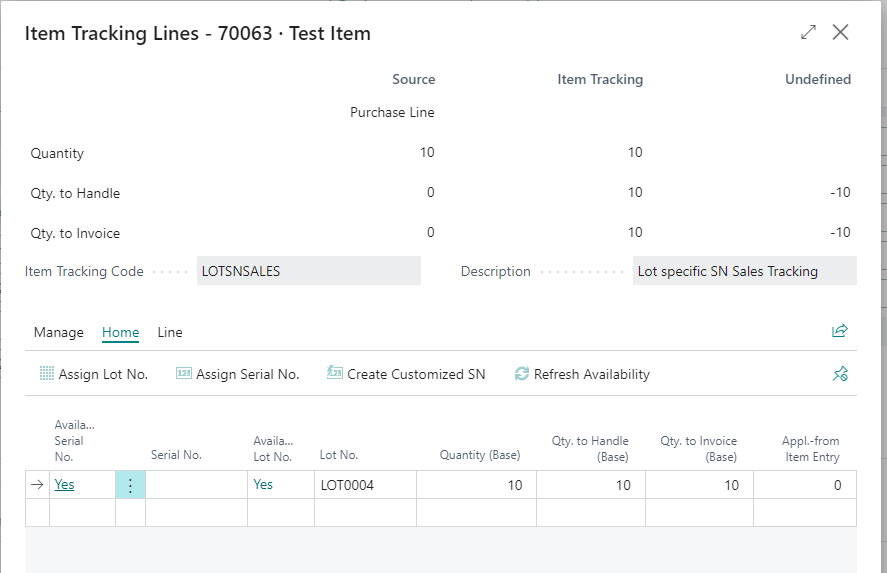 Item Tracking Lines - 70063 · Test Item
Source Item Tracking Undefined
Purchase Line
Quantity 10 10
Qty. to Handle 0 10 -10
Qty. to Invoice 0 10 -10
Item Tracking Code LOTSNSALES Description Lot specific SN Sales Tracking
Manage Home Line
Assign Lot No. Assign Serial No. Create Customized SN Refresh Availability
Availa...
Serial
No.
Serial No.
Availa...
Lot No.
Lot No.
Quantity (Base)
Qty. to Handle
(Base)
Qty. to Invoice
(Base)
Appl.-from
Item Entry
Yes Yes LOT0004 10 10 10 0